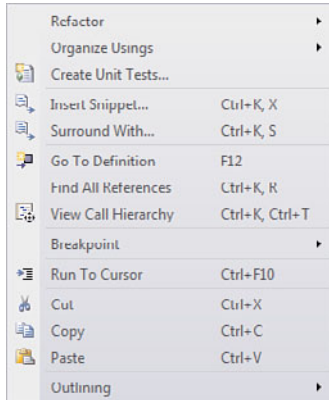 Refactor
Organize Usings
Create Unit Tests...
Insert Snippet... Ctrl+K, X
Surround With... Ctrl+K, S
Go To Definition F12
Find All References Ctrl+K, R
View Call Hierarchy Ctrl+K, Ctrl+T
Breakpoint
Run To Cursor Ctrl+F10
Cut Ctrl+X
Copy Ctrl+C
Paste Ctrl+V
Outlining